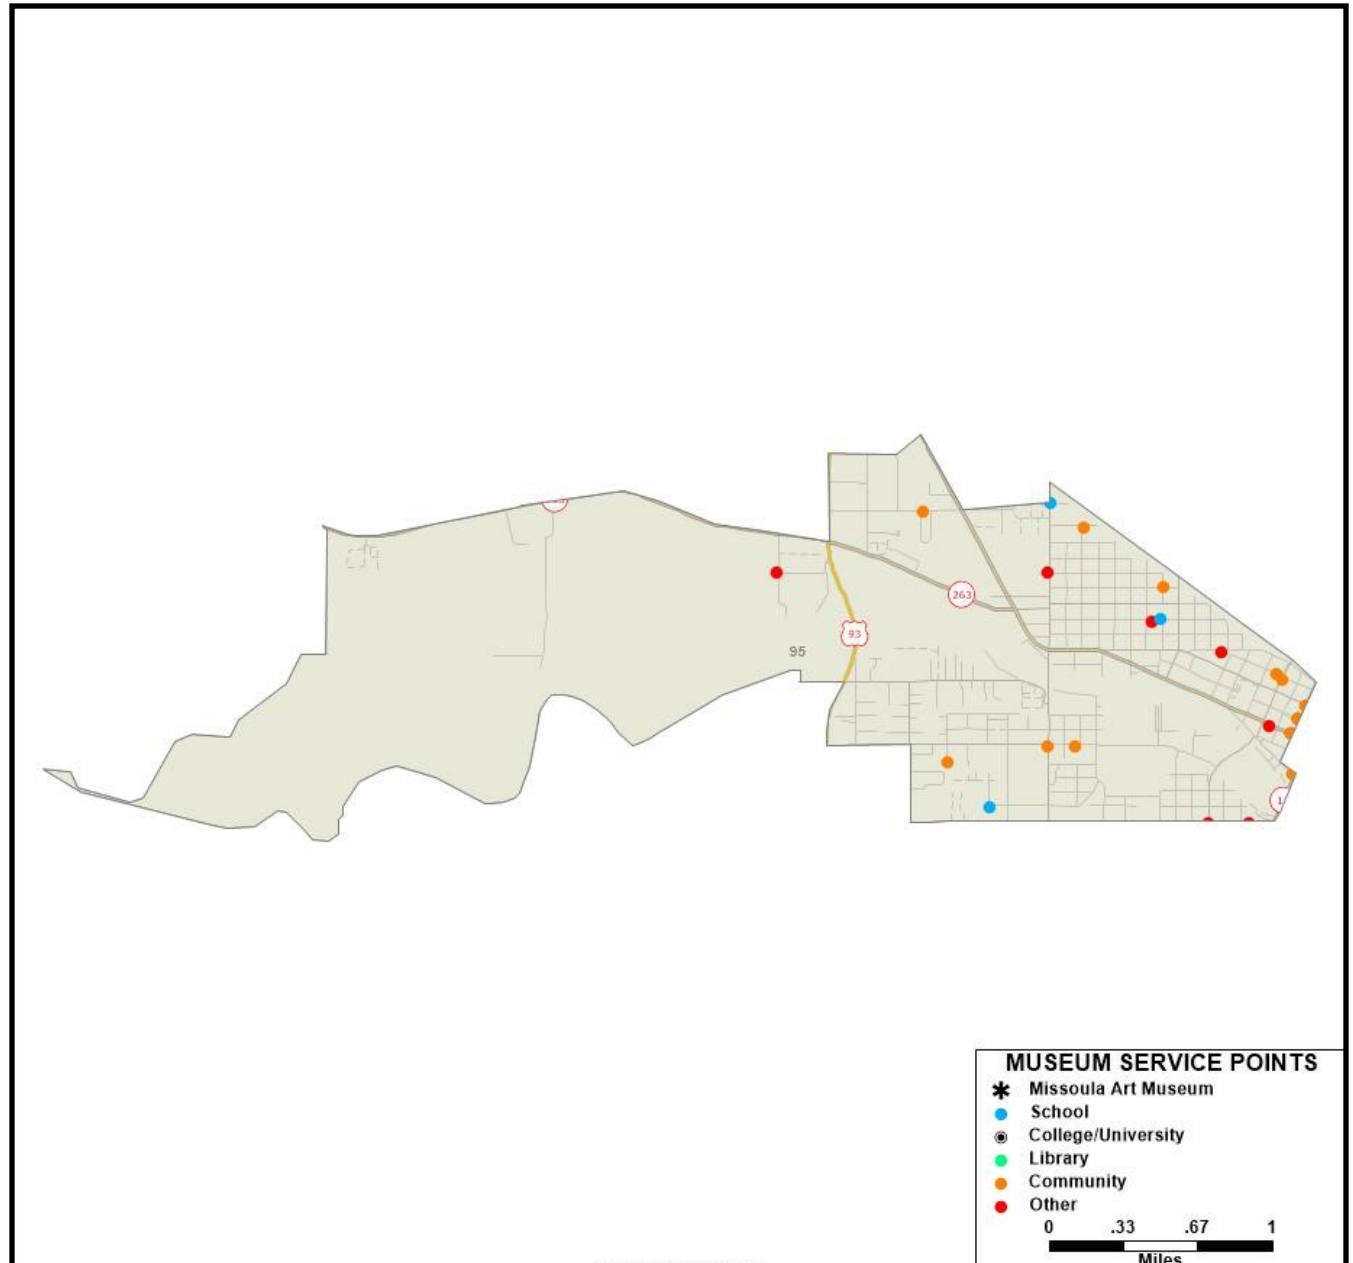 263
93
95
1
MUSEUM SERVICE POINTS
Missoula Art Museum
School
College/University
Library
Community
Other
0 .33 .67 1
Miles